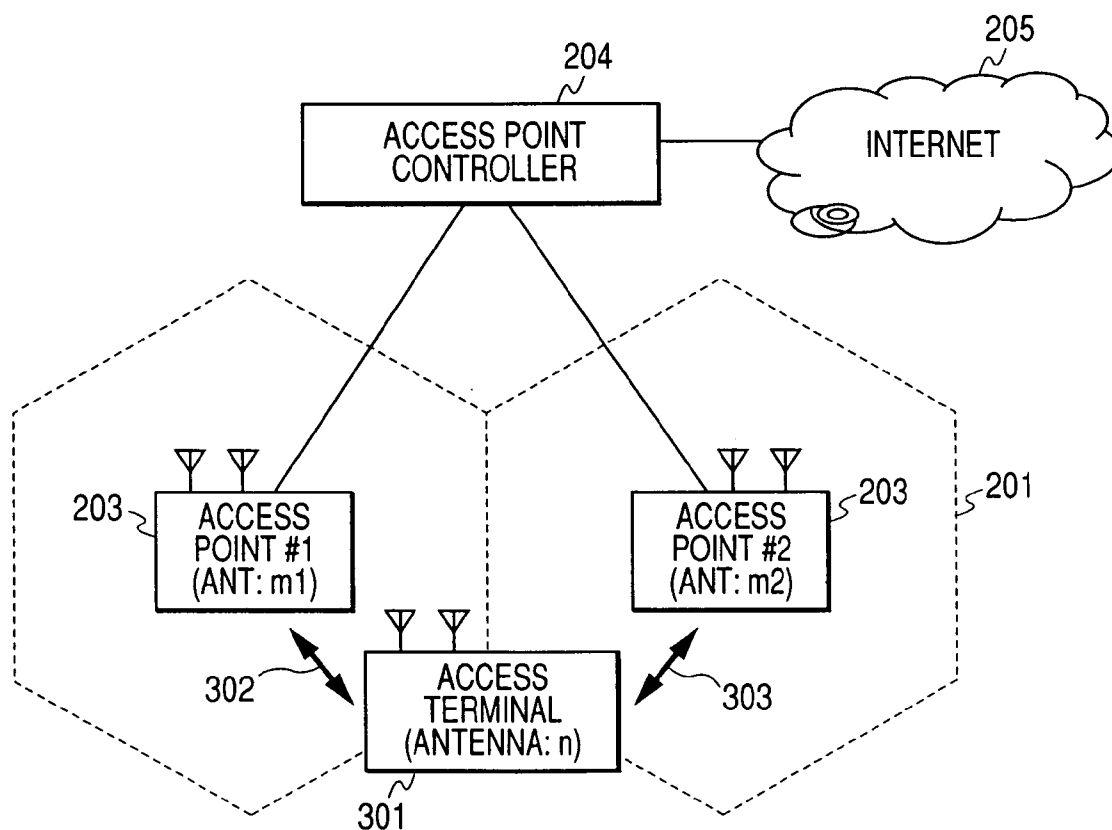 204
205
ACCESS POINT
CONTROLLER
INTERNET
203
ACCESS
POINT #1
(ANT: m1)
ACCESS
POINT #2
(ANT: m2)
203
201
302
ACCESS
TERMINAL
(ANTENNA: n)
303
301